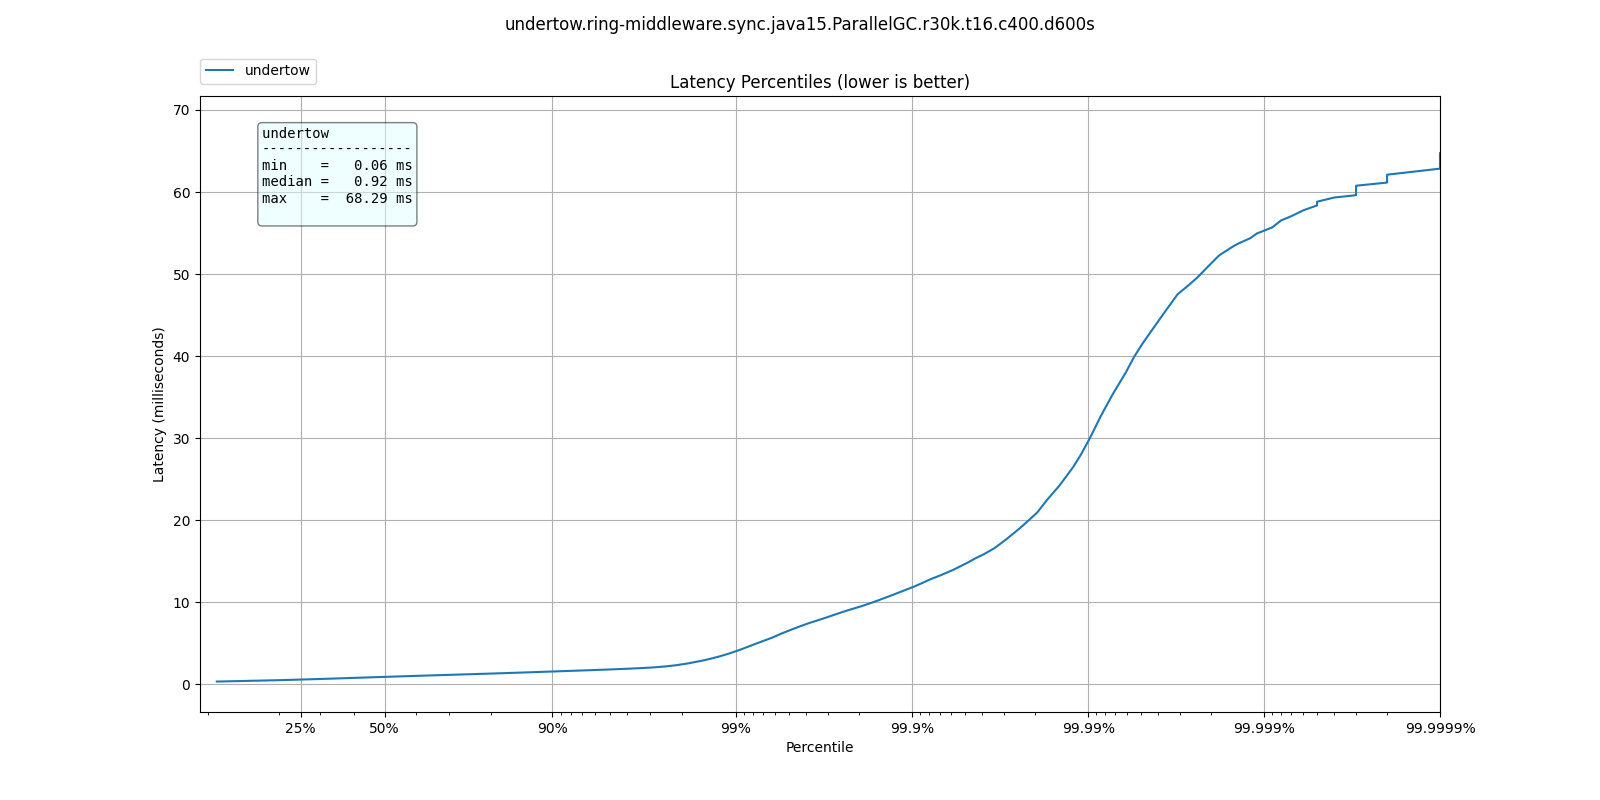 undertow.ring-middleware.sync.java15.ParallelGC.r30k.t16.c400.d600s
undertow
Latency Percentiles (lower is better)
undertow
------------------
min    =   0.06 ms
median =   0.92 ms
max    =  68.29 ms
70
60
50
40
30
20
10
0
Latency (milliseconds)
25% 50% 90% 99% 99.9% 99.99% 99.999% 99.9999%
Percentile